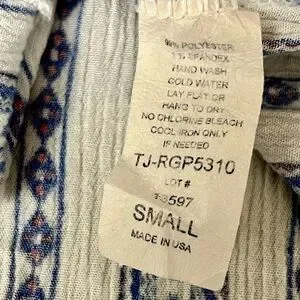 POLYESTER
SPANDEX
HAND WASH
COLD WATER
LAY FLAT OR
HANG TO DRY
NO CHLORINE BLEACH
COOL IRON ONLY
IF NEEDED
TJ-RGP5310
LOT #
13597
SMALL
MADE IN USA